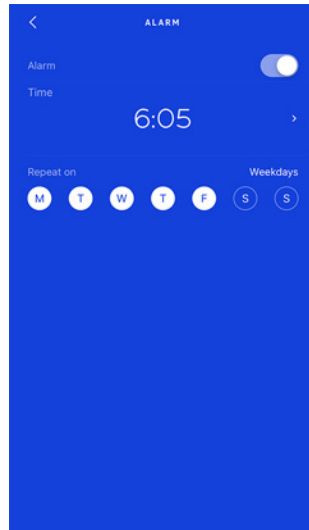 ALARM
Alarm
Time
6:05
Repeat on Weekdays
M T W T F S S